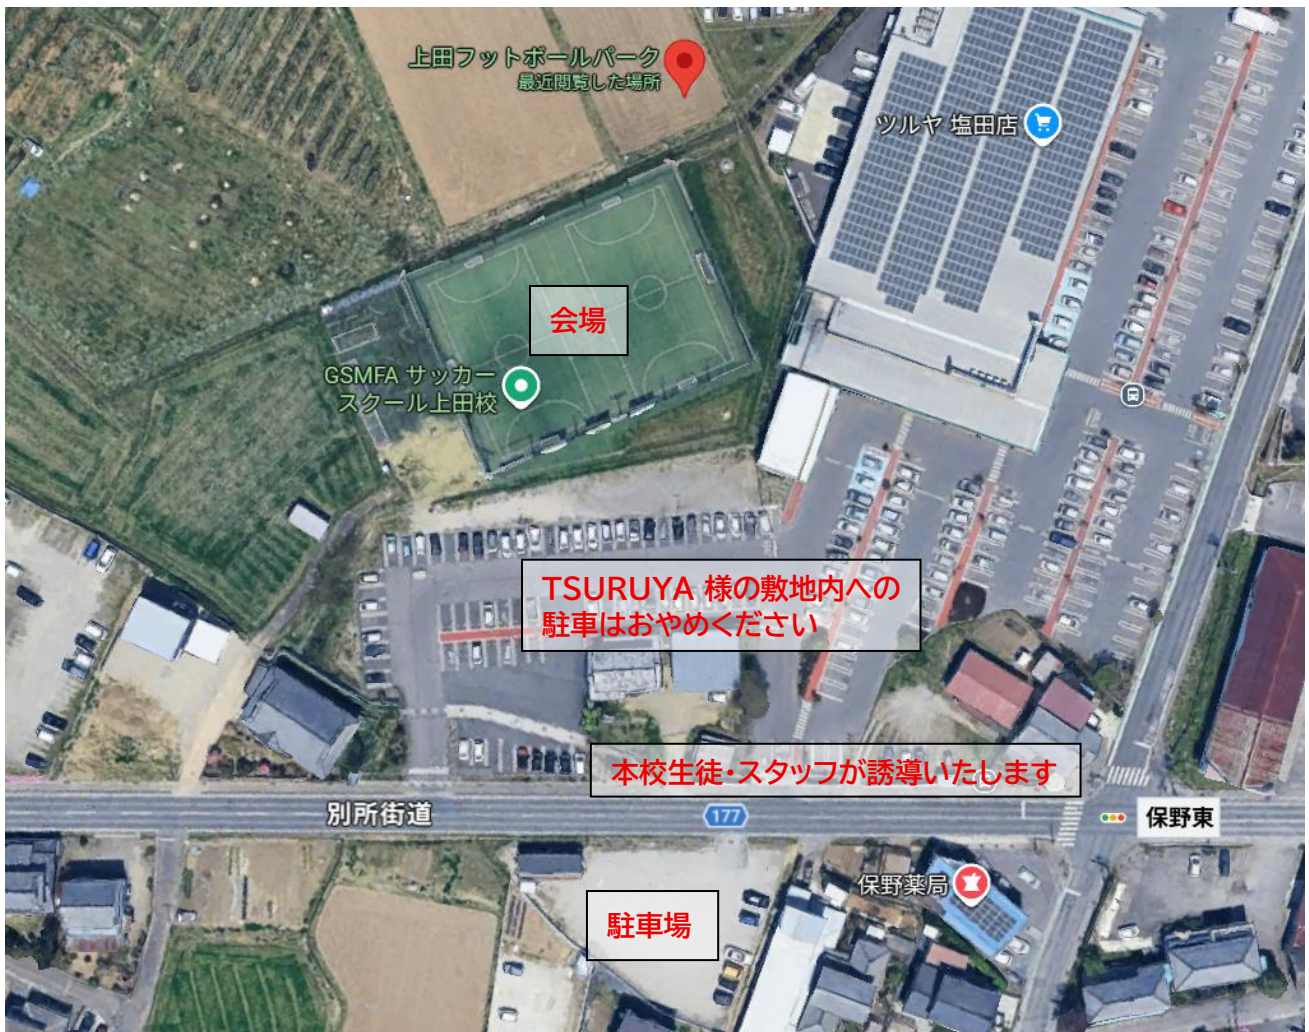 上田フットボールパーク
最近閲覧した場所
ツルヤ 塩田店
会場
GSMFA サッカー
スクール上田校
TSURUYA 様の敷地内への
駐車はおやめください
本校生徒・スタッフが誘導いたします
別所街道
177
保野東
保野薬局
駐車場